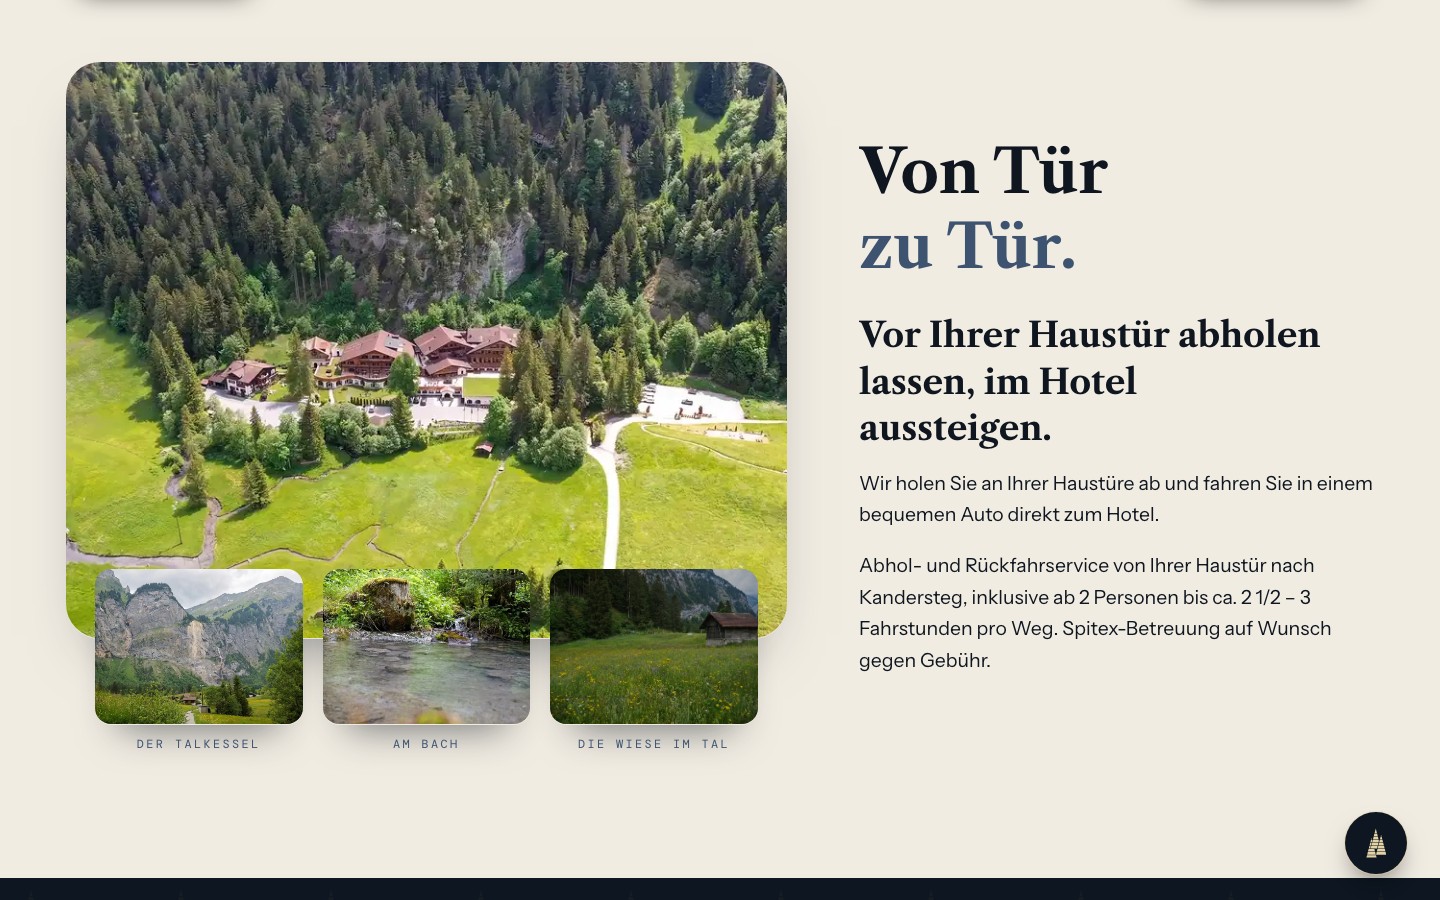 Von Tür
zu Tür.
Vor Ihrer Haustür abholen
lassen, im Hotel
aussteigen.
Wir holen Sie an Ihrer Haustüre ab und fahren Sie in einem
bequemen Auto direkt zum Hotel.
Abhol- und Rückfahrservice von Ihrer Haustür nach
Kandersteg, inklusive ab 2 Personen bis ca. 2 1/2 – 3
Fahrstunden pro Weg. Spitex-Betreuung auf Wunsch
gegen Gebühr.
DER TALKESSEL
AM BACH
DIE WIESE IM TAL